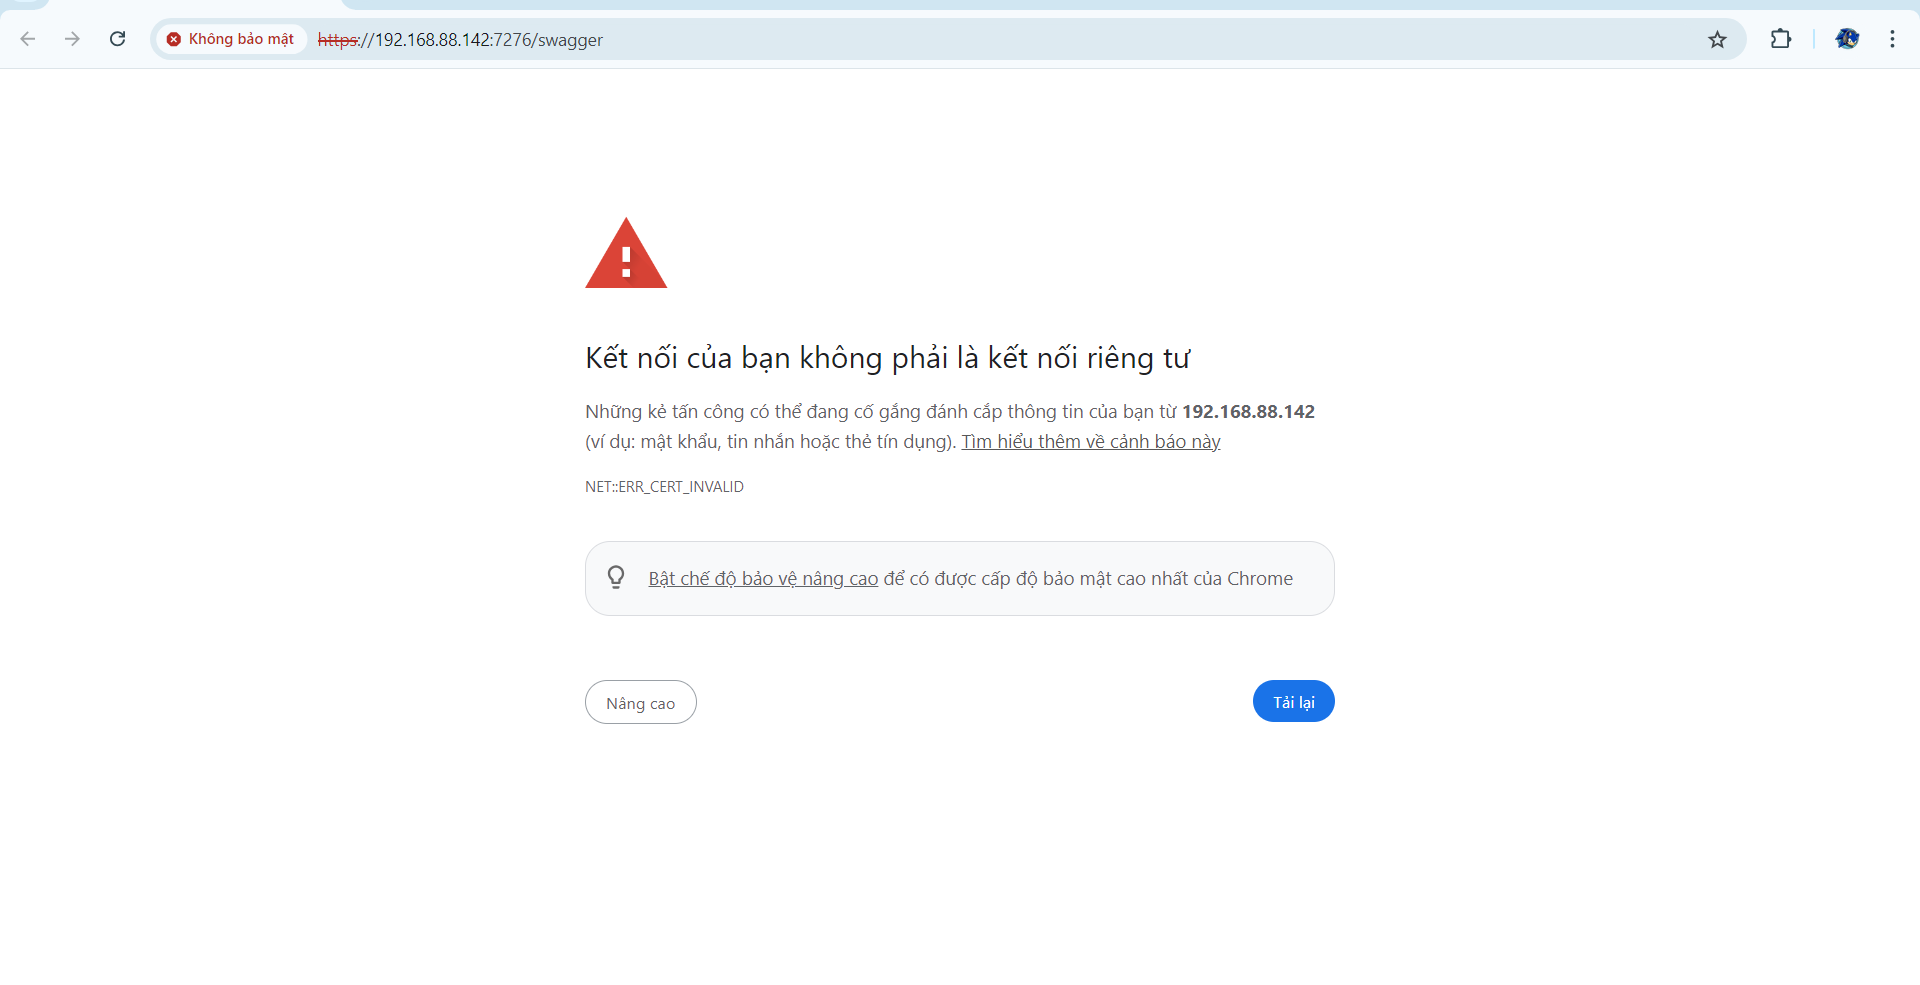 Không bảo mật https://192.168.88.142:7276/swagger
Kết nối của bạn không phải là kết nối riêng tư
Những kẻ tấn công có thể đang cố gắng đánh cắp thông tin của bạn từ 192.168.88.142
(ví dụ: mật khẩu, tin nhắn hoặc thẻ tín dụng). Tìm hiểu thêm về cảnh báo này
NET::ERR_CERT_INVALID
Bật chế độ bảo vệ nâng cao để có được cấp độ bảo mật cao nhất của Chrome
Nâng cao
Tải lại